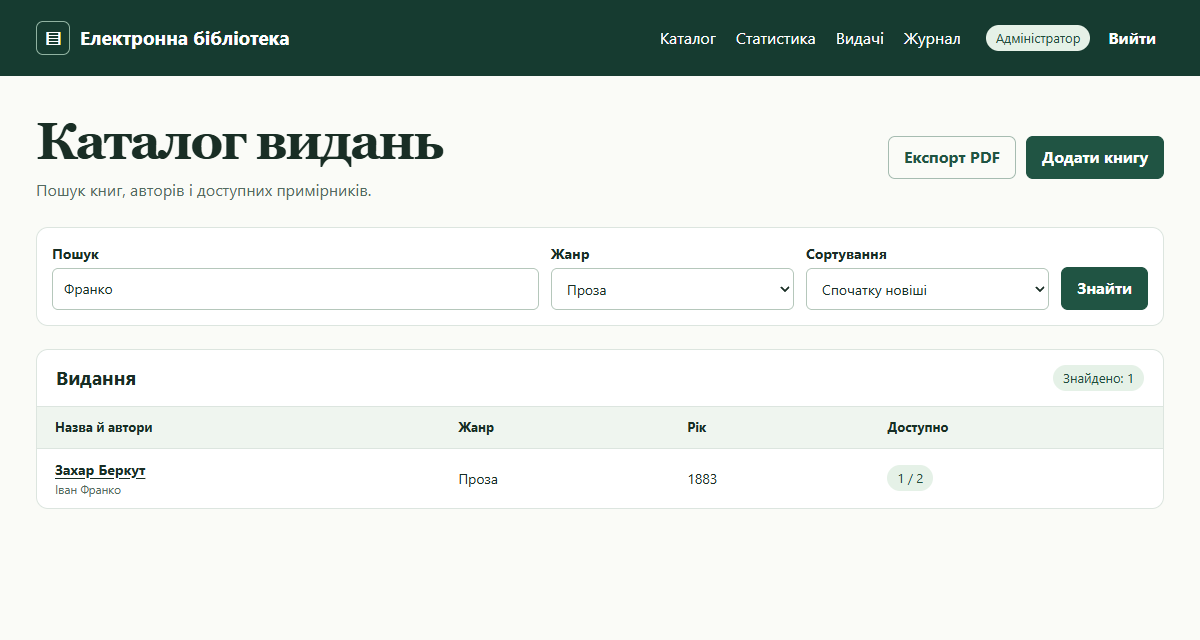 Електронна бібліотека
Каталог Статистика Видачі Журнал Адміністратор Вийти
Каталог видань
Пошук книг, авторів і доступних примірників.
Експорт PDF Додати книгу
Пошук Жанр Сортування
Франко Проза Спочатку новіші Знайти
Видання Знайдено: 1
Назва й автори Жанр Рік Доступно
Захар Беркут
Іван Франко
Проза 1883 1 / 2